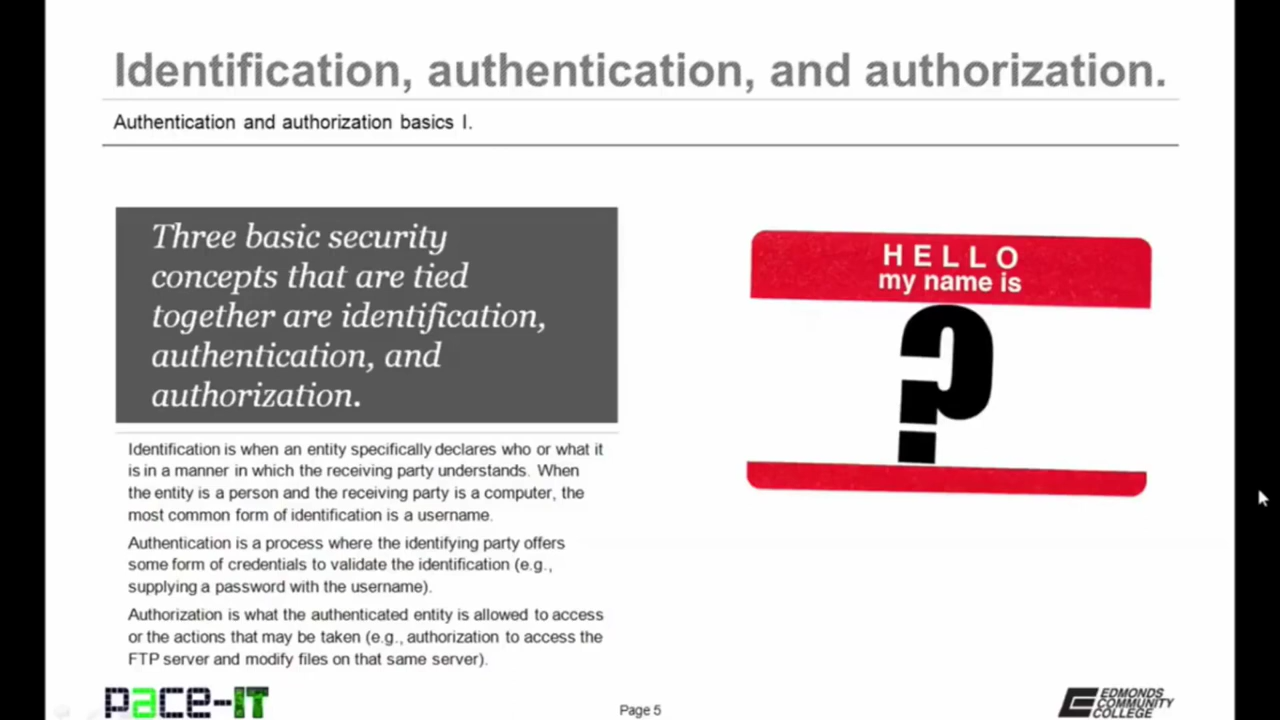 Identification, authentication, and authorization.
Authentication and authorization basics I.
Three basic security
concepts that are tied
together are identification,
authentication, and
authorization.
HELLO
my name is
?
Identification is when an entity specifically declares who or what it
is in a manner in which the receiving party understands. When
the entity is a person and the receiving party is a computer, the
most common form of identification is a username.
Authentication is a process where the identifying party offers
some form of credentials to validate the identification (e.g.,
supplying a password with the username).
Authorization is what the authenticated entity is allowed to access
or the actions that may be taken (e.g., authorization to access the
FTP server and modify files on that same server).
pace-IT
Page 5
EDMONDS
COMMUNITY
COLLEGE